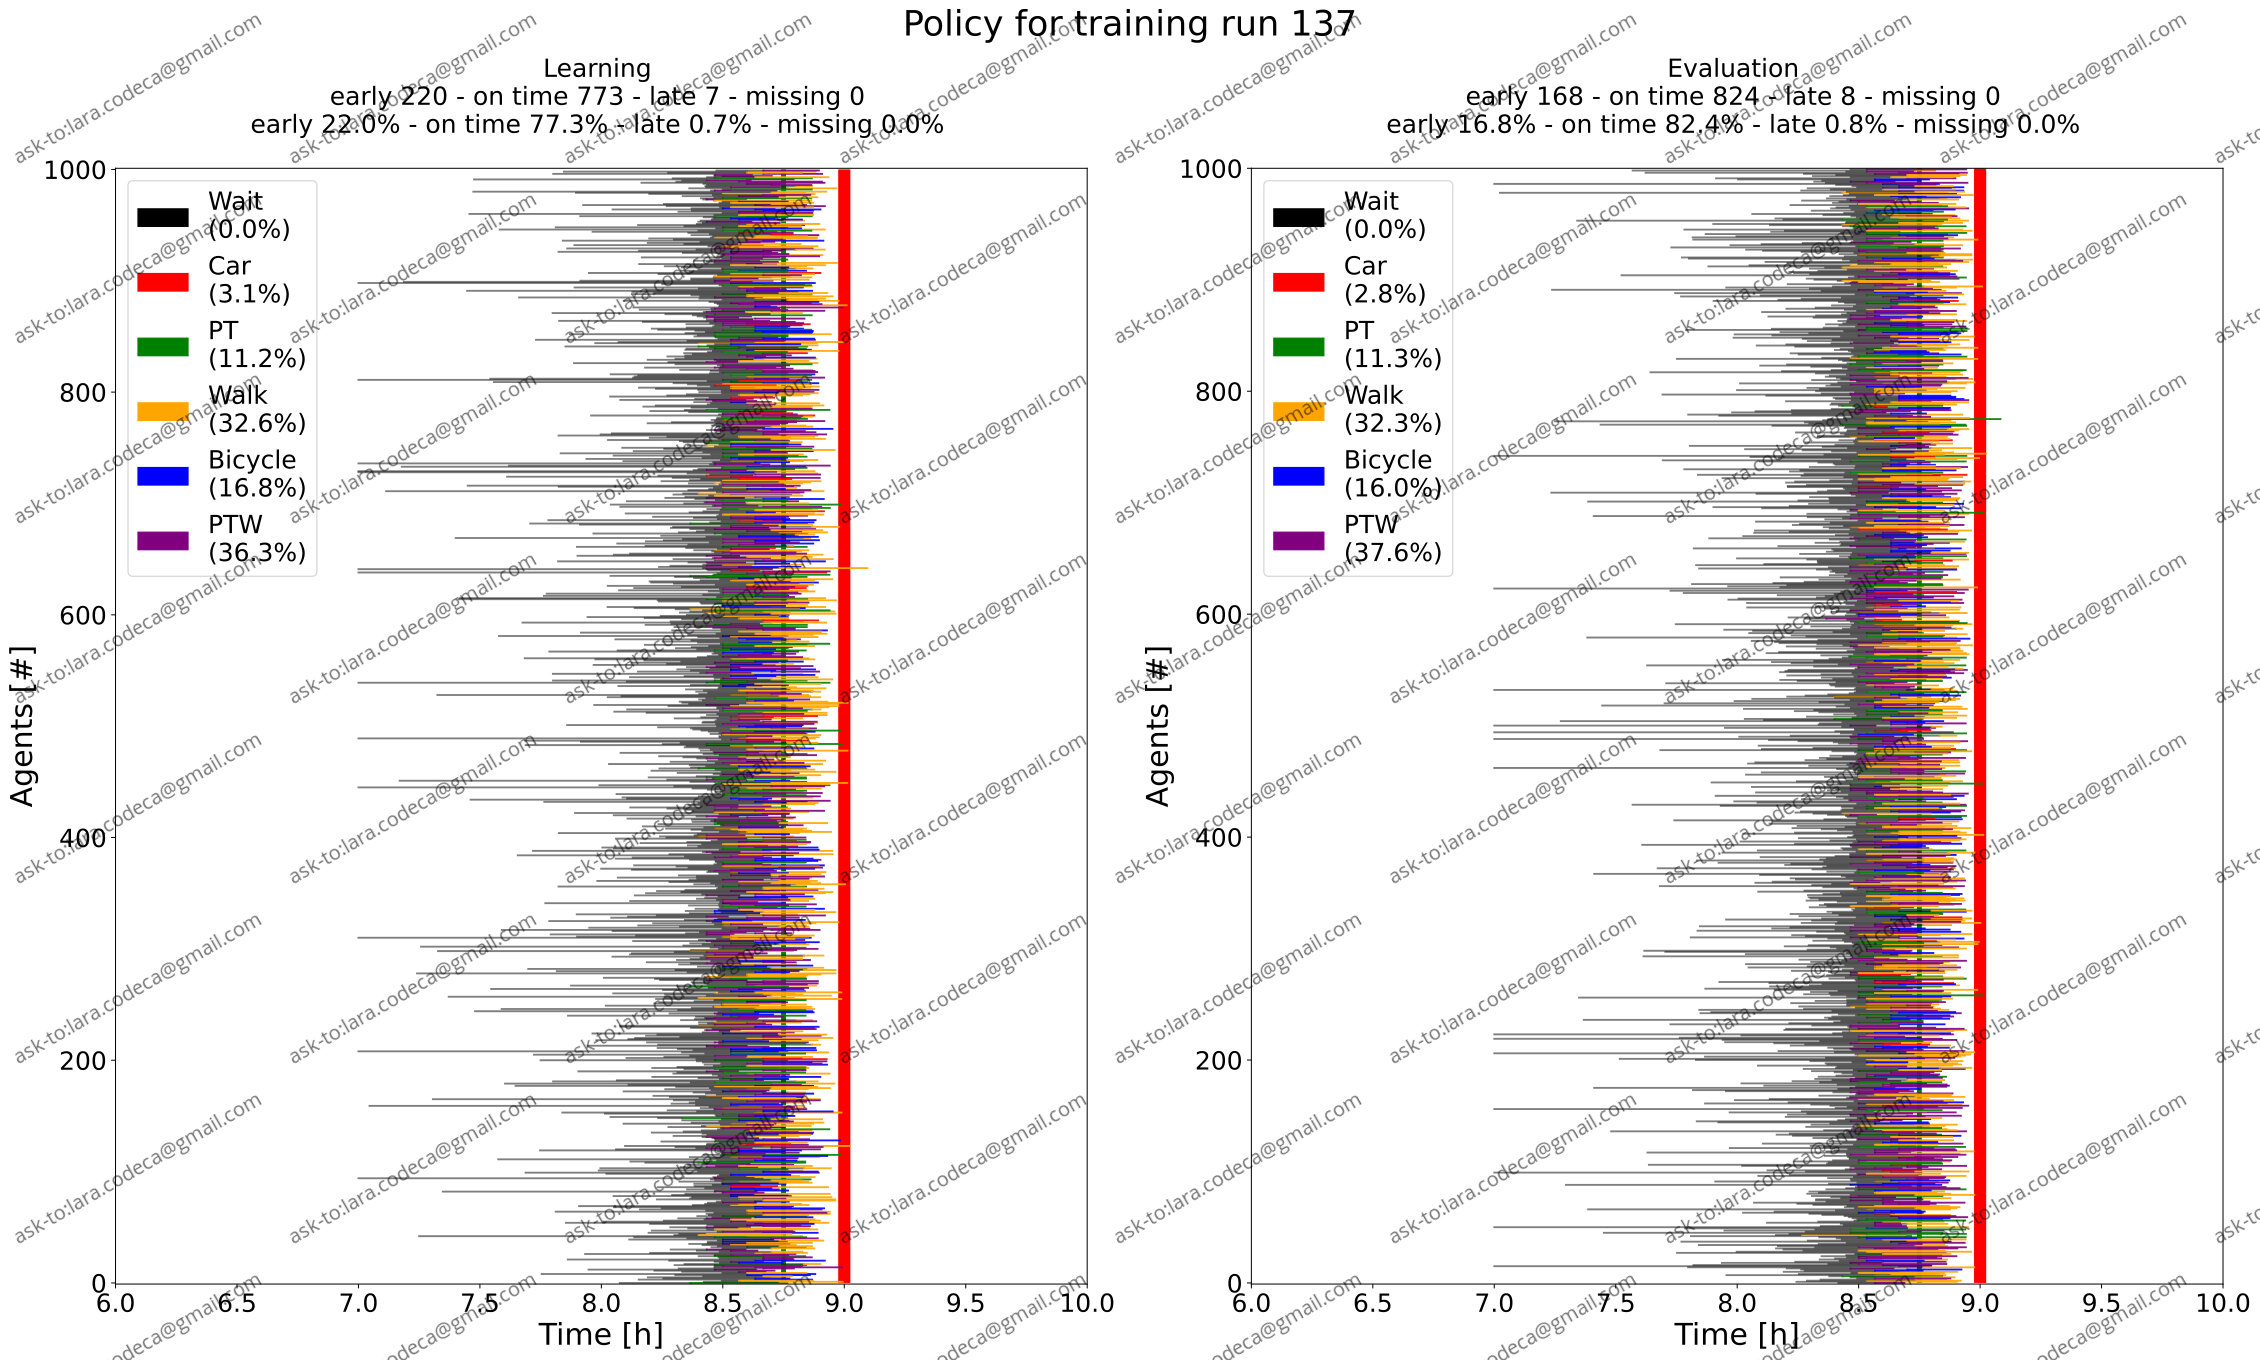 Policy for training run 137
Learning
early 220 - on time 773 - late 7 - missing 0
early 22.0% - on time 77.3% - late 0.7% - missing 0.0%
1000
800
600
400
200
0
Agents [#]
Wait
(0.0%)
Car
(3.1%)
PT
(11.2%)
Walk
(32.6%)
Bicycle
(16.8%)
PTW
(36.3%)
6.0 6.5 7.0 7.5 8.0 8.5 9.0 9.5 10.0
Time [h]
Evaluation
early 168 - on time 824 - late 8 - missing 0
early 16.8% - on time 82.4% - late 0.8% - missing 0.0%
1000
800
600
400
200
0
Agents [#]
Wait
(0.0%)
Car
(2.8%)
PT
(11.3%)
Walk
(32.3%)
Bicycle
(16.0%)
PTW
(37.6%)
6.0 6.5 7.0 7.5 8.0 8.5 9.0 9.5 10.0
Time [h]
ask-to:lara.codeca@gmail.com